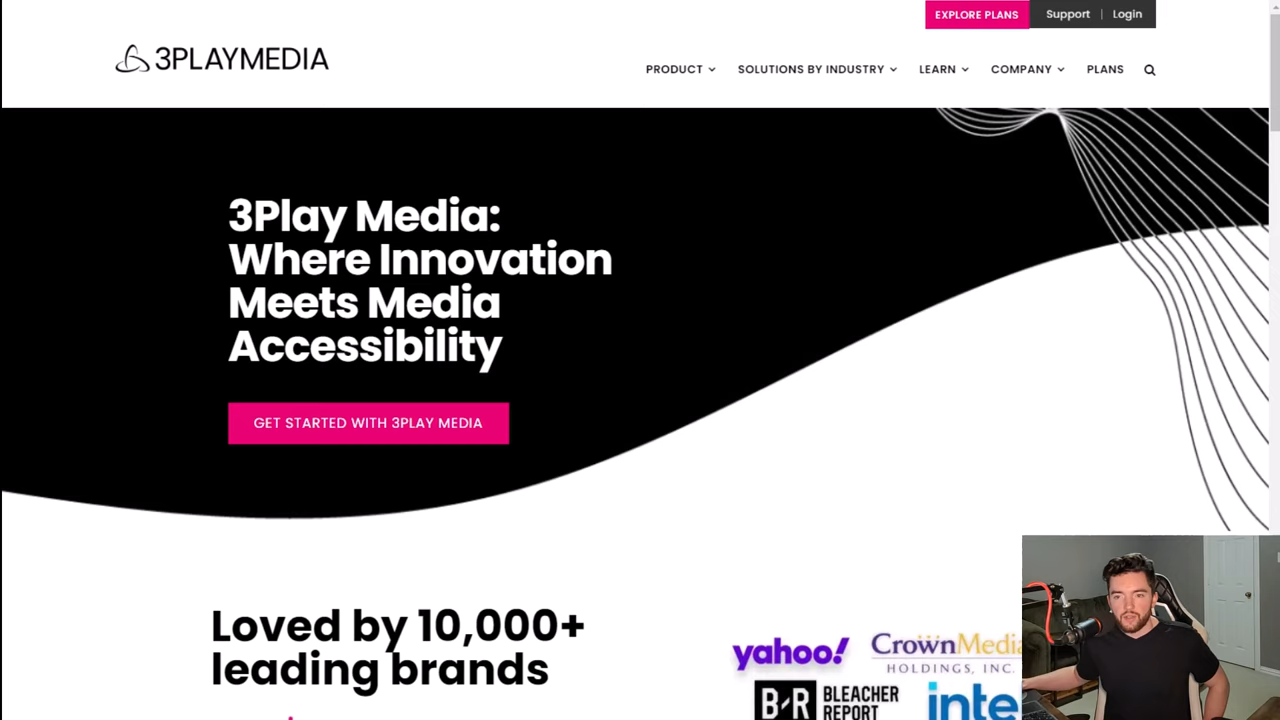 EXPLORE PLANS Support | Login
3PLAYMEDIA
PRODUCT SOLUTIONS BY INDUSTRY LEARN COMPANY PLANS
3Play Media:
Where Innovation
Meets Media
Accessibility
GET STARTED WITH 3PLAY MEDIA
Loved by 10,000+
leading brands
yahoo!
CrownMedia
HOLDINGS, INC.
B/R BLEACHER
REPORT
inte